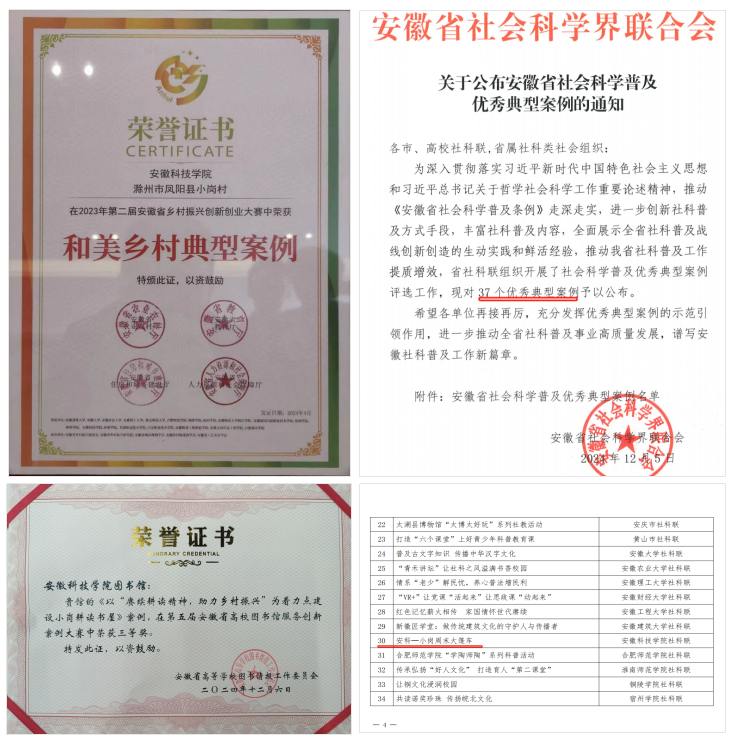 荣誉证书
CERTIFICATE
安徽科技学院
滁州市凤阳县小岗村
在2023年第二届安徽省乡村振兴创新创业大赛中荣获
和美乡村典型案例
特颁此证，以资鼓励
发证日期：2024年4月
安徽省社会科学界联合会
关于公布安徽省社会科学普及
优秀典型案例的通知
各市、高校社科联,省属社科类社会组织：
为深入贯彻落实习近平新时代中国特色社会主义思想
和习近平总书记关于哲学社会科学工作重要论述精神，推动
《安徽省社会科学普及条例》走深走实，进一步创新社科普
及方式手段，丰富社科普及内容，全面展示全省社科普及战
线创新创造的生动实践和鲜活经验，推动我省社科普及工作
提质增效，省社科联组织开展了社会科学普及优秀典型案例
评选工作，现对 37 个优秀典型案例予以公布。
希望各单位再接再厉，充分发挥优秀典型案例的示范引
领作用，进一步推动全省社科普及事业高质量发展，谱写安
徽社科普及工作新篇章。
附件：安徽省社会科学普及优秀典型案例名单
安徽省社会科学界联合会
12 月 5 日
荣誉证书
HONORARY CREDENTIAL
安徽科技学院图书馆：
贵馆的《以“赓续耕读精神，助力乡村振兴”为着力点建
设小岗耕读书屋》案例，在第五届安徽省高校图书馆服务创新
案例大赛中荣获三等奖。
特发此证，以资鼓励。
安徽省高等学校图书情报工作委员会
二〇二四年十二月六日
22 太湖县博物馆“太博太好玩”系列社教活动 安庆市社科联
23 打造“六个课堂”上好青少年科普教育课 黄山市社科联
24 普及古文字知识 传播中华汉字文化 安徽大学社科联
25 “青禾讲坛”让社科之风溢满书香校园 安徽农业大学社科联
26 情系“老少”解民忧，养心普法增民利 安徽理工大学社科联
27 “VR+”让党课“活起来”让思政课“动起来” 安徽财经大学社科联
28 红色记忆薪火相传 家国情怀世代赓续 安徽工程大学社科联
29 新徽匠学堂：做传统建筑文化的守护人与传播者 安徽建筑大学社科联
30 安科—小岗周末大篷车 安徽科技学院社科联
31 合肥师范学院“学陶师陶”系列科普活动 合肥师范学院社科联
32 传承弘扬“好人文化” 打造育人“第二课堂” 淮南师范学院社科联
33 让铜文化浸润校园 铜陵学院社科联
34 共读诺奖珍珠 传扬皖北文化 宿州学院社科联
— 4 —